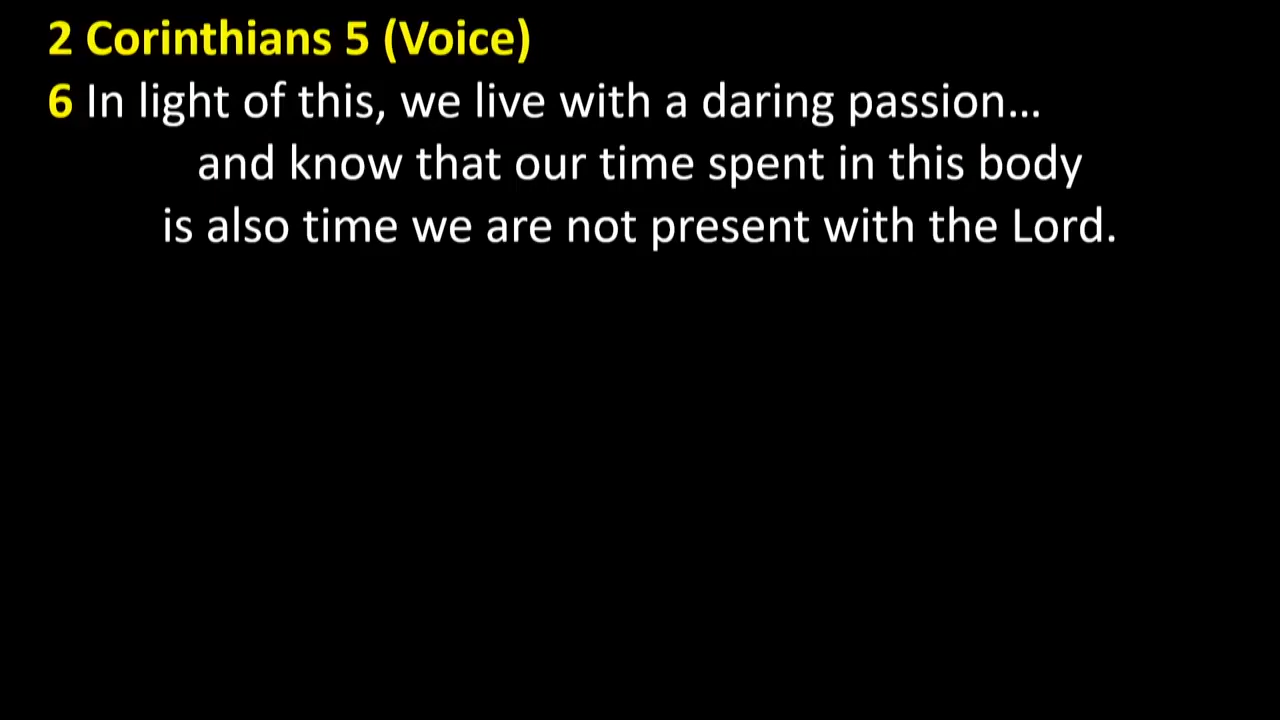 2 Corinthians 5 (Voice)
6 In light of this, we live with a daring passion…
and know that our time spent in this body
is also time we are not present with the Lord.